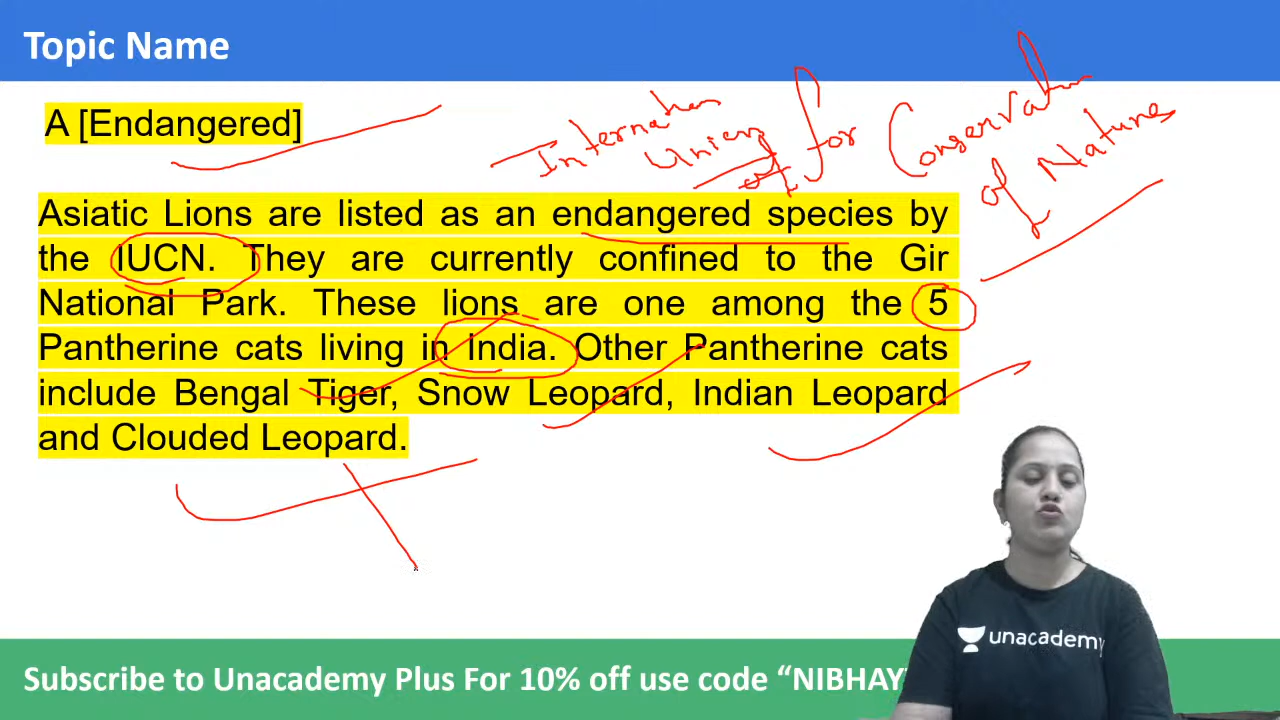 Topic Name
A [Endangered]
Internation
Union
of for Conservation
of Nature
Asiatic Lions are listed as an endangered species by
the IUCN. They are currently confined to the Gir
National Park. These lions are one among the 5
Pantherine cats living in India. Other Pantherine cats
include Bengal Tiger, Snow Leopard, Indian Leopard
and Clouded Leopard.
unacademy
Subscribe to Unacademy Plus For 10% off use code “NIBHAY